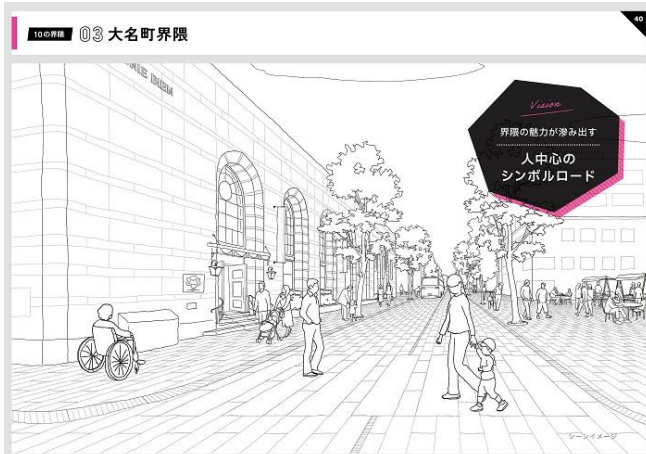 10の界隈 03 大名町界隈
40
Vision
界隈の魅力が滲み出す
人中心の
シンボルロード
シーンイメージ